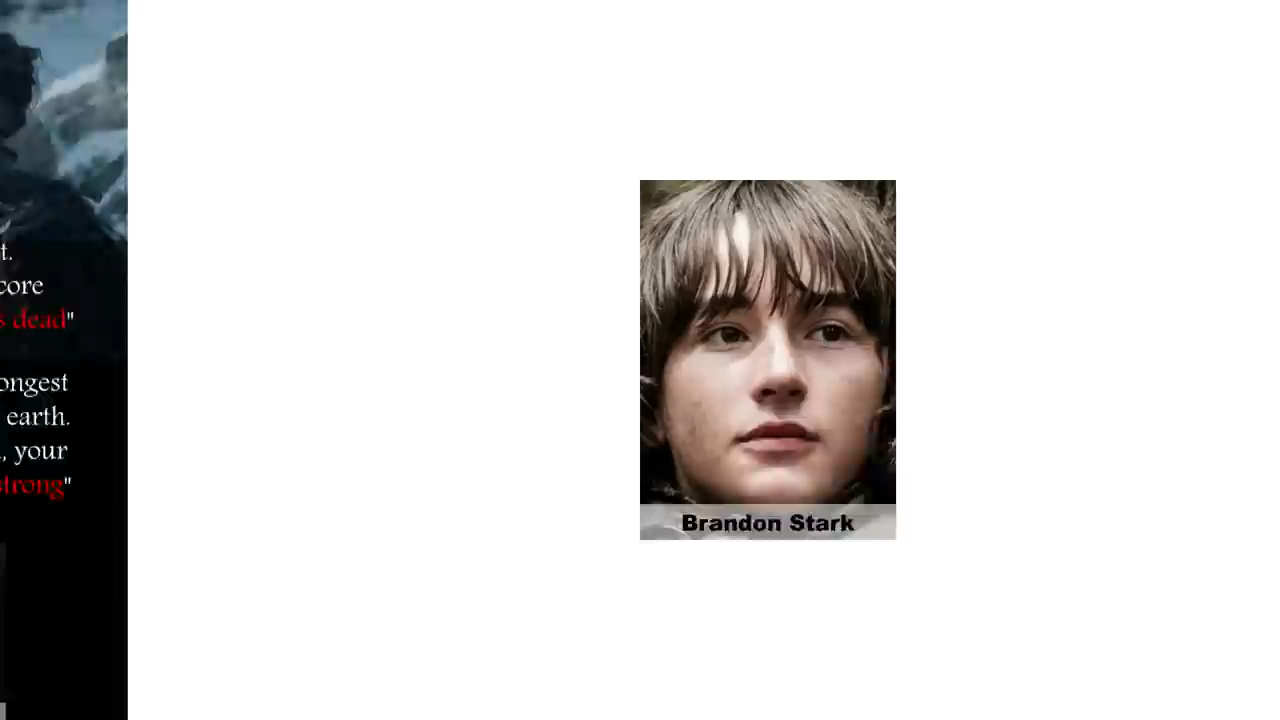 t.
core
s dead"
ongest
earth.
, your
strong"
Brandon Stark